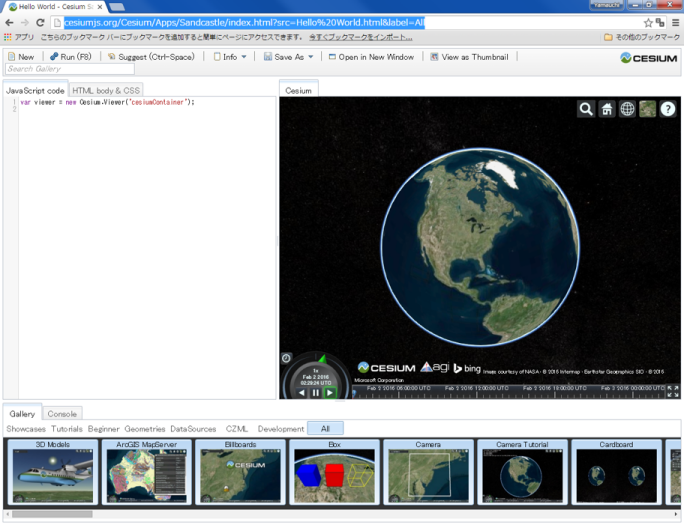 Hello World - Cesium Sa
Yamauchi
cesiumjs.org/Cesium/Apps/Sandcastle/index.html?src=Hello%20World.html&label=All
アプリ こちらのブックマーク バーにブックマークを追加すると簡単にページにアクセスできます。 今すぐブックマークをインポート... その他のブックマーク
New Run (F8) Suggest (Ctrl-Space) Info Save As Open in New Window View as Thumbnail CESIUM
Search Gallery
JavaScript code HTML body & CSS Cesium
1 var viewer = new Cesium.Viewer('cesiumContainer');
2
1x
Feb 2 2016
02:29:24 UTC
CESIUM agi bing Image courtesy of NASA · © 2016 Intermap · Earthstar Geographics SIO · © 2016
Microsoft Corporation
Feb 2 2016 06:00:00 UTC Feb 2 2016 12:00:00 UTC Feb 2 2016 18:00:00 UTC Feb 3 2016 00:00:00 UTC
Gallery Console
Showcases Tutorials Beginner Geometries DataSources CZML Development All
3D Models ArcGIS MapServer Billboards Box Camera Camera Tutorial Cardboard
CESIUM